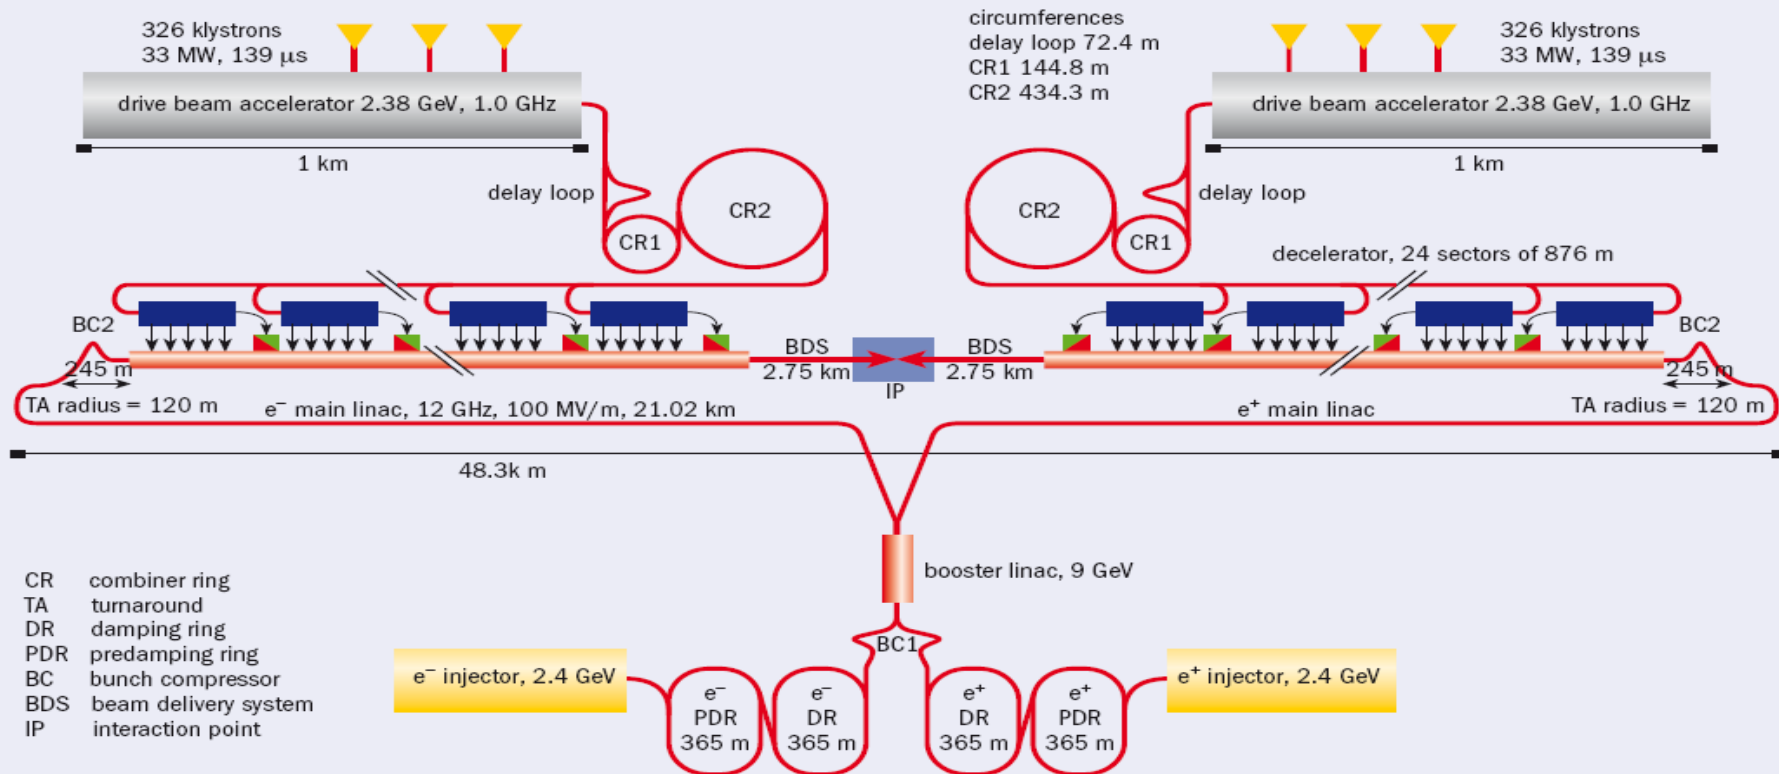 326 klystrons
33 MW, 139 μs
circumferences
delay loop 72.4 m
CR1 144.8 m
CR2 434.3 m
326 klystrons
33 MW, 139 μs
drive beam accelerator 2.38 GeV, 1.0 GHz
drive beam accelerator 2.38 GeV, 1.0 GHz
1 km
1 km
delay loop
CR2
CR1
CR2
CR1
delay loop
decelerator, 24 sectors of 876 m
BC2
BC2
245 m
245 m
BDS
2.75 km
IP
BDS
2.75 km
TA radius = 120 m
e⁻ main linac, 12 GHz, 100 MV/m, 21.02 km
e⁺ main linac
TA radius = 120 m
48.3k m
booster linac, 9 GeV
BC1
CR combiner ring
TA turnaround
DR damping ring
PDR predamping ring
BC bunch compressor
BDS beam delivery system
IP interaction point
e⁻ injector, 2.4 GeV
e⁻
PDR
365 m
e⁻
DR
365 m
e⁺
DR
365 m
e⁺
PDR
365 m
e⁺ injector, 2.4 GeV